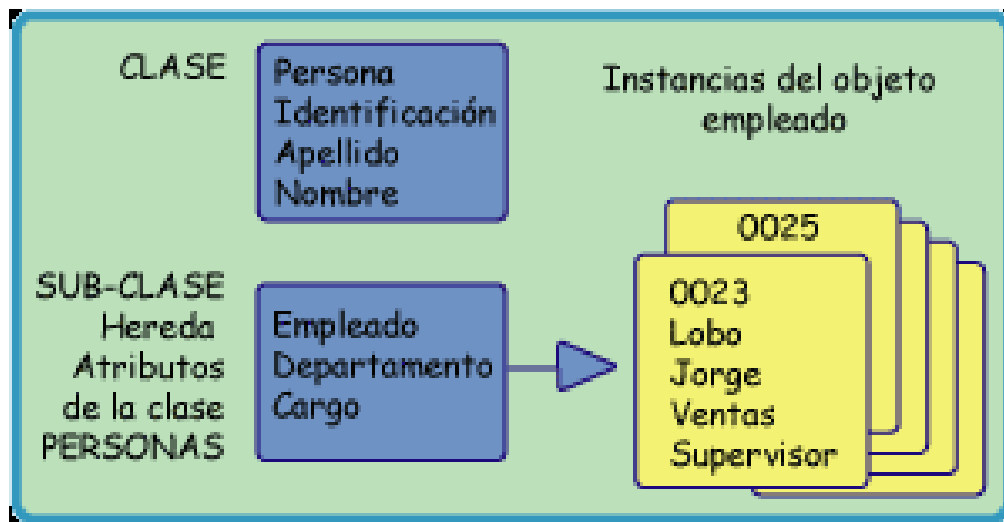 CLASE
Persona
Identificación
Apellido
Nombre
Instancias del objeto
empleado
SUB-CLASE
Hereda
Atributos
de la clase
PERSONAS
Empleado
Departamento
Cargo
0025
0023
Lobo
Jorge
Ventas
Supervisor